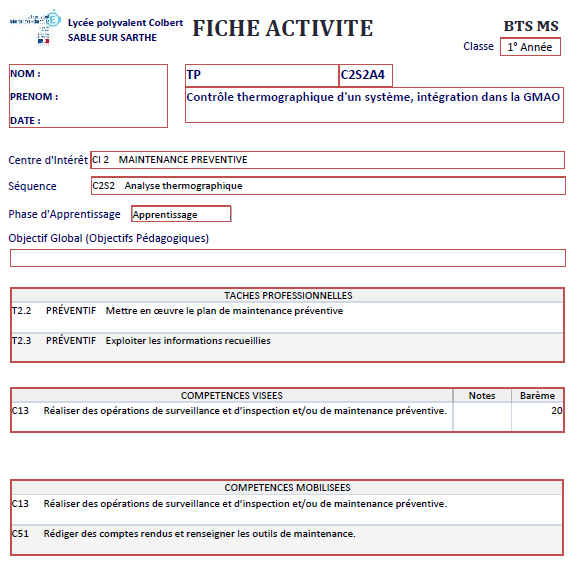 Lycée polyvalent Colbert
SABLE SUR SARTHE
FICHE ACTIVITE
BTS MS
Classe 1° Année
NOM :
PRENOM :
DATE :
TP C2S2A4
Contrôle thermographique d'un système, intégration dans la GMAO
Centre d'Intérêt CI 2 MAINTENANCE PREVENTIVE
Séquence C2S2 Analyse thermographique
Phase d'Apprentissage Apprentissage
Objectif Global (Objectifs Pédagogiques)
TACHES PROFESSIONNELLES
T2.2 PRÉVENTIF Mettre en œuvre le plan de maintenance préventive
T2.3 PRÉVENTIF Exploiter les informations recueillies
COMPETENCES VISEES Notes Barème
C13 Réaliser des opérations de surveillance et d'inspection et/ou de maintenance préventive. 20
COMPETENCES MOBILISEES
C13 Réaliser des opérations de surveillance et d'inspection et/ou de maintenance préventive.
C51 Rédiger des comptes rendus et renseigner les outils de maintenance.